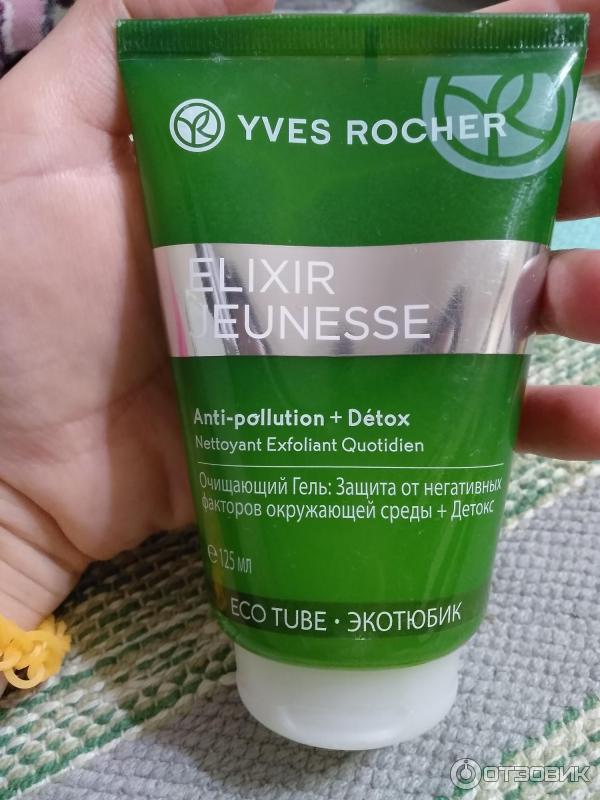 YVES ROCHER
ELIXIR
JEUNESSE
Anti-pollution + Détox
Nettoyant Exfoliant Quotidien
Очищающий Гель: Защита от негативных
факторов окружающей среды + Детокс
℮ 125 мл
ECO TUBE • ЭКОТЮБИК
ОТЗОВИК